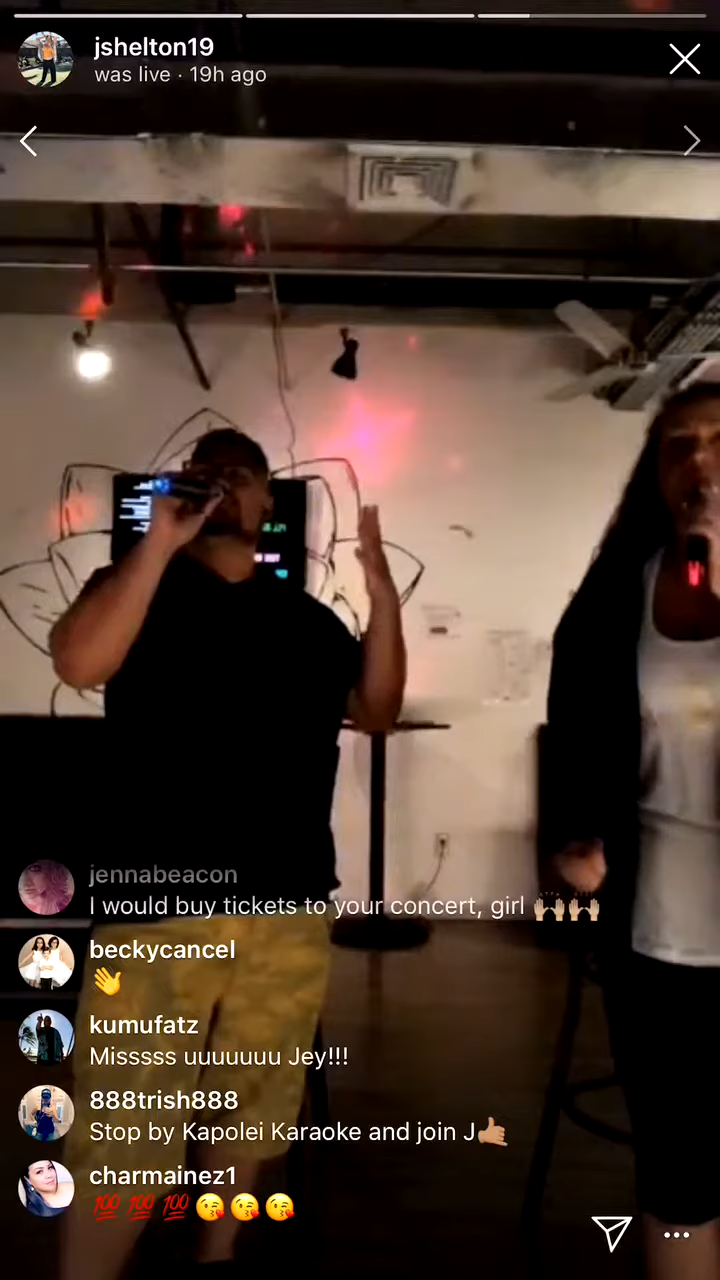 jshelton19
was live · 19h ago
jennabeacon
I would buy tickets to your concert, girl 🙌🏼🙌🏼
beckycancel
👋
kumufatz
Misssss uuuuuuu Jey!!!
888trish888
Stop by Kapolei Karaoke and join J🤙🏼
charmainez1
💯💯💯😘😘😘